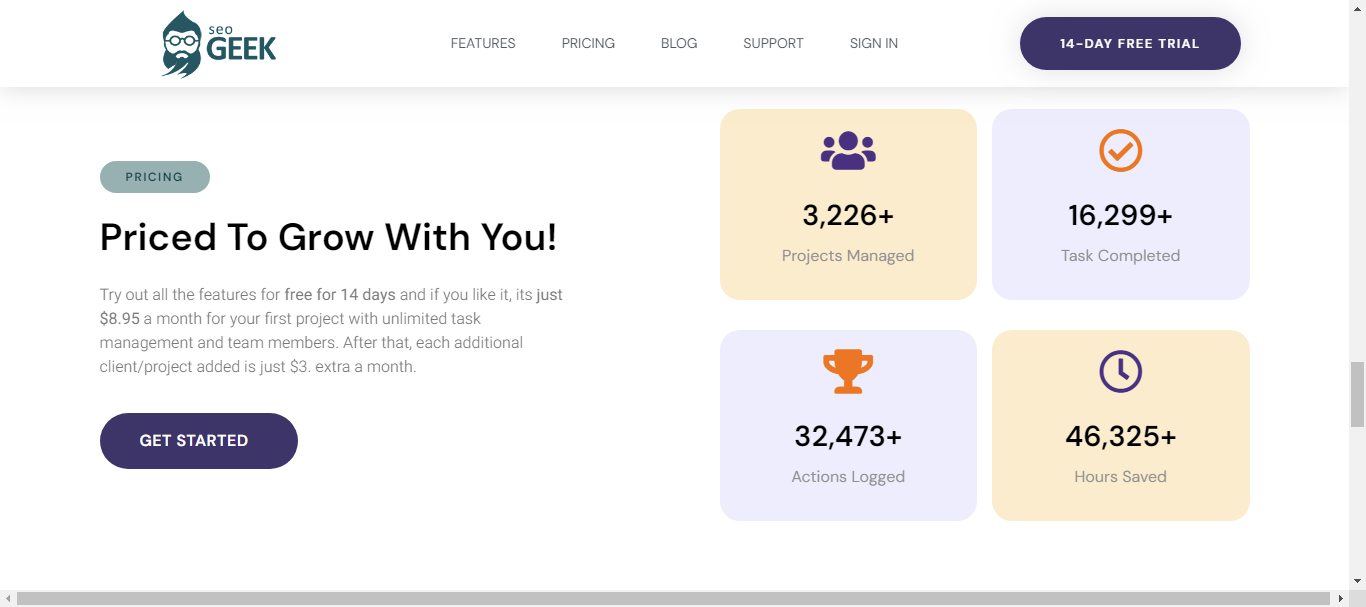 seo
GEEK
FEATURES
PRICING
BLOG
SUPPORT
SIGN IN
14-DAY FREE TRIAL
PRICING
Priced To Grow With You!
Try out all the features for free for 14 days and if you like it, its just
$8.95 a month for your first project with unlimited task
management and team members. After that, each additional
client/project added is just $3. extra a month.
GET STARTED
3,226+
Projects Managed
16,299+
Task Completed
32,473+
Actions Logged
46,325+
Hours Saved